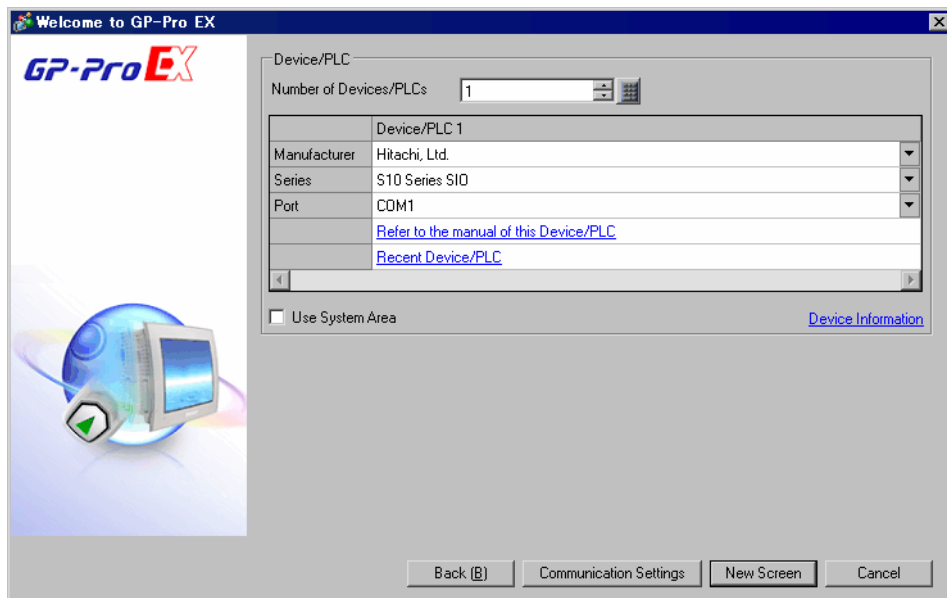 Welcome to GP-Pro EX
GP-Pro EX
Device/PLC
Number of Devices/PLCs 1
Device/PLC 1
Manufacturer Hitachi, Ltd.
Series S10 Series SIO
Port COM1
Refer to the manual of this Device/PLC
Recent Device/PLC
Use System Area Device Information
Back (B) Communication Settings New Screen Cancel